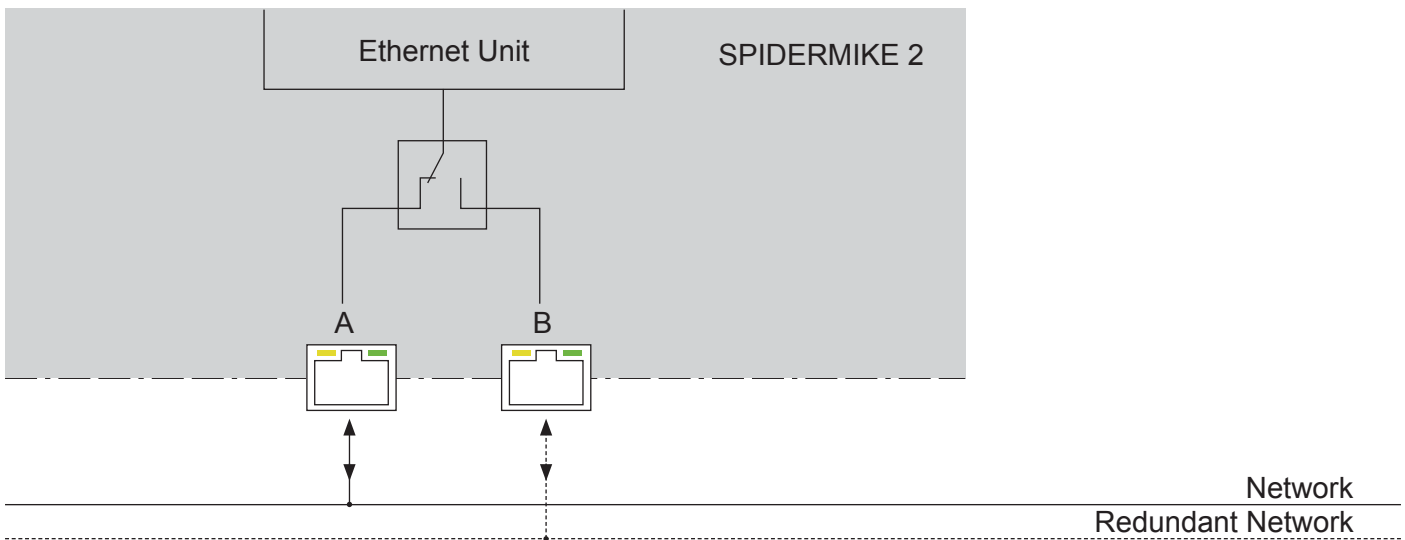 Ethernet Unit
SPIDERMIKE 2
A
B
Network
Redundant Network